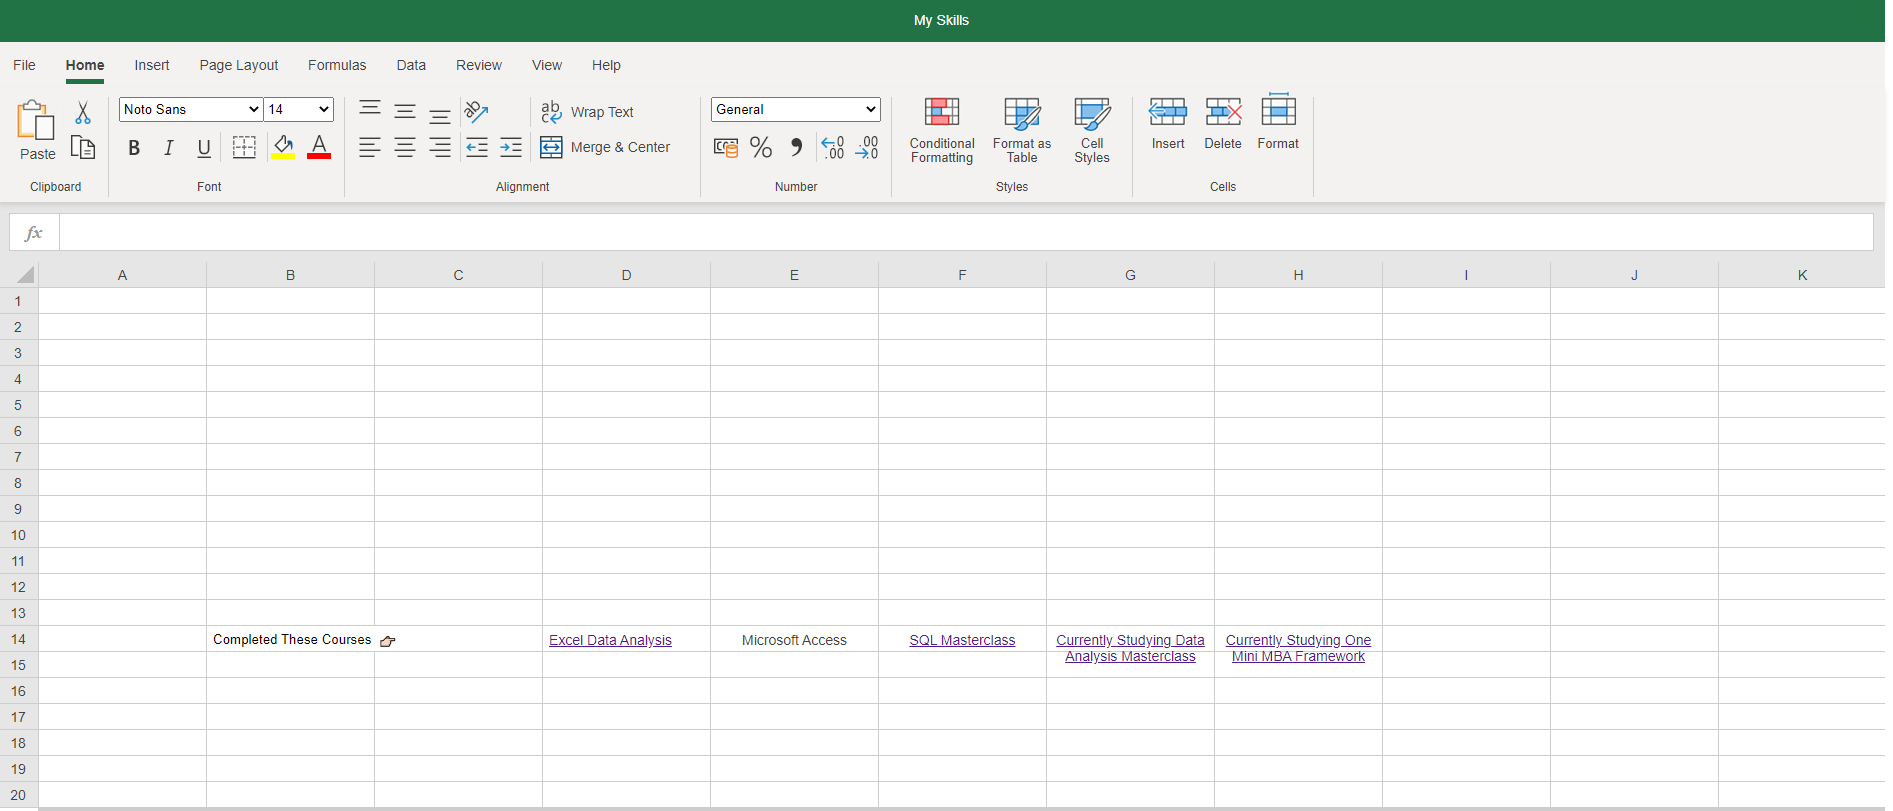 My Skills
File Home Insert Page Layout Formulas Data Review View Help
Paste
Clipboard
Noto Sans 14
B I U A
Font
ab
c
Wrap Text
Merge & Center
Alignment
General
% , .0 .00 .00 .0
Number
Conditional
Formatting
Format as
Table
Cell
Styles
Styles
Insert Delete Format
Cells
fx
A B C D E F G H I J K
1
2
3
4
5
6
7
8
9
10
11
12
13
14 Completed These Courses Excel Data Analysis Microsoft Access SQL Masterclass Currently Studying Data Currently Studying One
15 Analysis Masterclass Mini MBA Framework
16
17
18
19
20